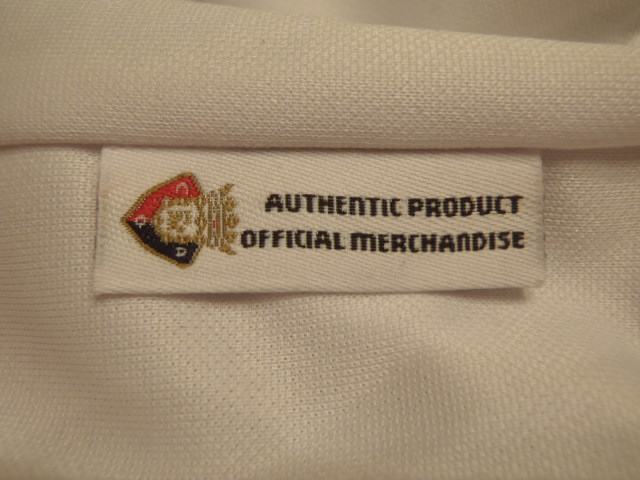 AUTHENTIC PRODUCT
OFFICIAL MERCHANDISE